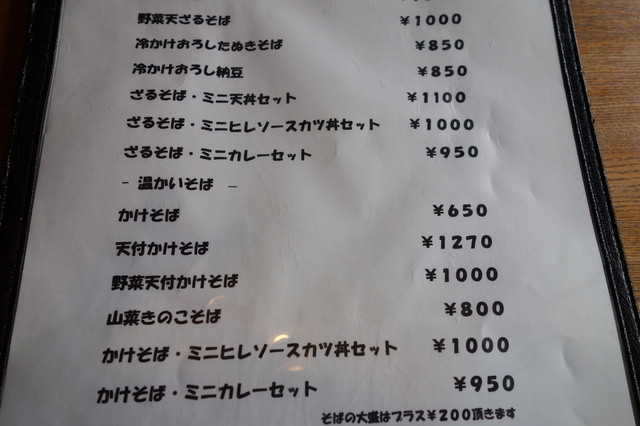 野菜天ざるそば ￥1000
冷かけおろしたぬきそば ￥850
冷かけおろし納豆 ￥850
ざるそば・ミニ天丼セット ￥1100
ざるそば・ミニヒレソースカツ丼セット ￥1000
ざるそば・ミニカレーセット ￥950
- 温かいそば -
かけそば ￥650
天付かけそば ￥1270
野菜天付かけそば ￥1000
山菜きのこそば ￥800
かけそば・ミニヒレソースカツ丼セット ￥1000
かけそば・ミニカレーセット ￥950
そばの大盛はプラス￥200頂きます